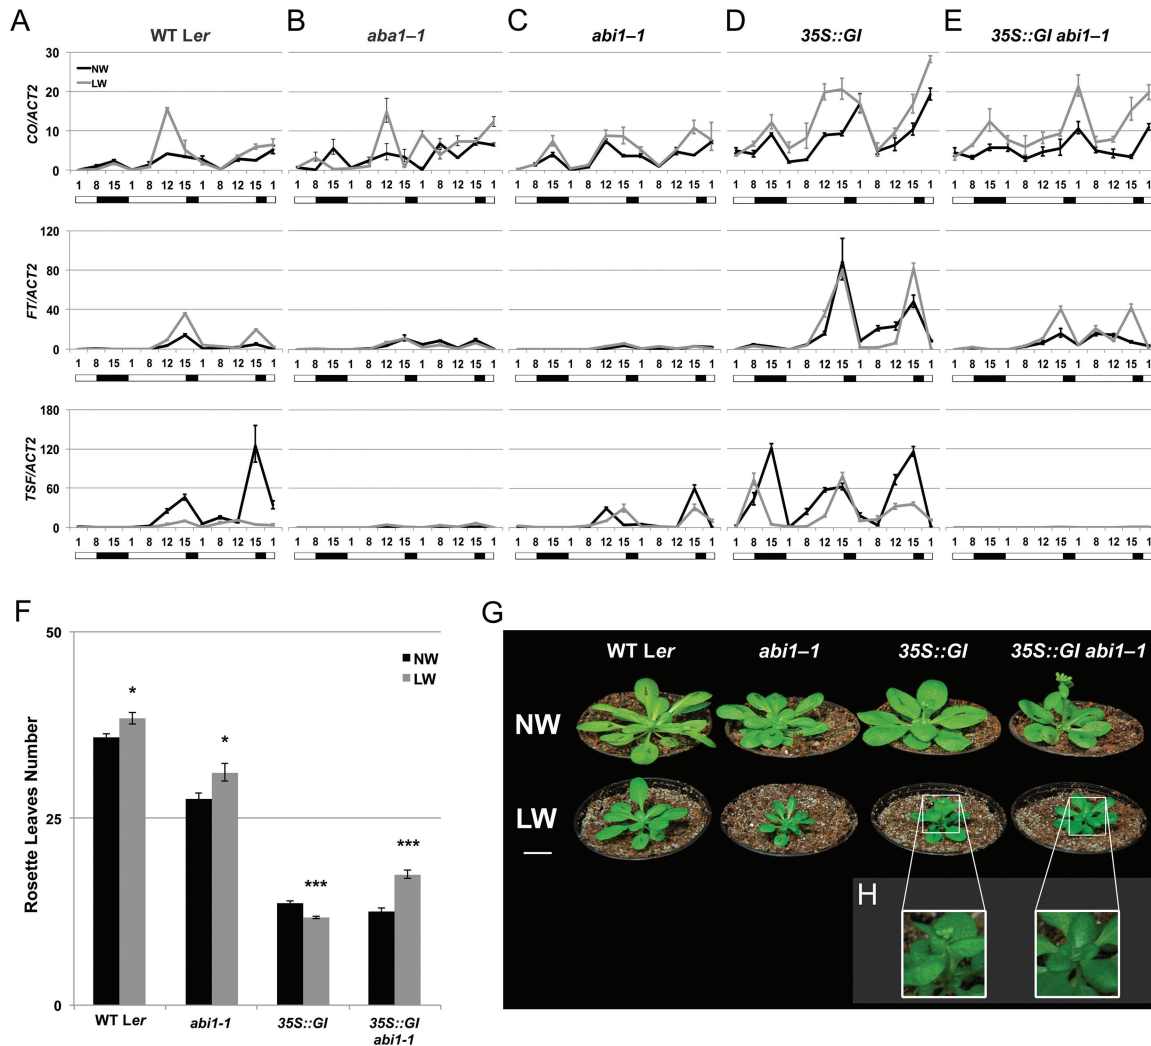 A
B
C
D
E
WT Ler
aba1–1
abi1–1
35S::GI
35S::GI abi1–1
CO/ACT2
30
20
10
0
NW
LW
1 8 15 1 8 12 15 1 8 12 15 1
1 8 15 1 8 12 15 1 8 12 15 1
1 8 15 1 8 12 15 1 8 12 15 1
1 8 15 1 8 12 15 1 8 12 15 1
1 8 15 1 8 12 15 1 8 12 15 1
FT/ACT2
120
80
40
0
1 8 15 1 8 12 15 1 8 12 15 1
1 8 15 1 8 12 15 1 8 12 15 1
1 8 15 1 8 12 15 1 8 12 15 1
1 8 15 1 8 12 15 1 8 12 15 1
1 8 15 1 8 12 15 1 8 12 15 1
TSF/ACT2
180
120
60
0
1 8 15 1 8 12 15 1 8 12 15 1
1 8 15 1 8 12 15 1 8 12 15 1
1 8 15 1 8 12 15 1 8 12 15 1
1 8 15 1 8 12 15 1 8 12 15 1
1 8 15 1 8 12 15 1 8 12 15 1
F
Rosette Leaves Number
50
25
0
NW
LW
*
*
***
***
WT Ler
abi1-1
35S::GI
35S::GI
abi1-1
G
WT Ler
abi1–1
35S::GI
35S::GI abi1–1
NW
LW
H